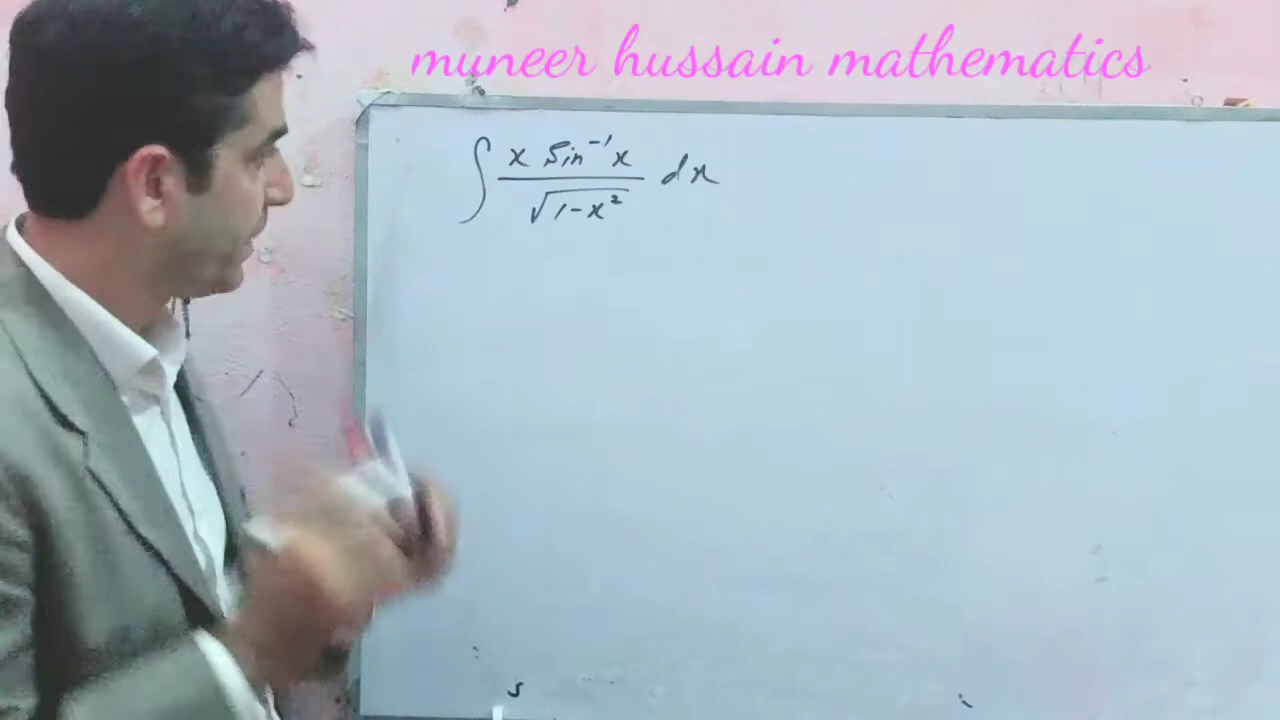 muneer hussain mathematics
∫ x Sin⁻¹x / √1-x² dx
s